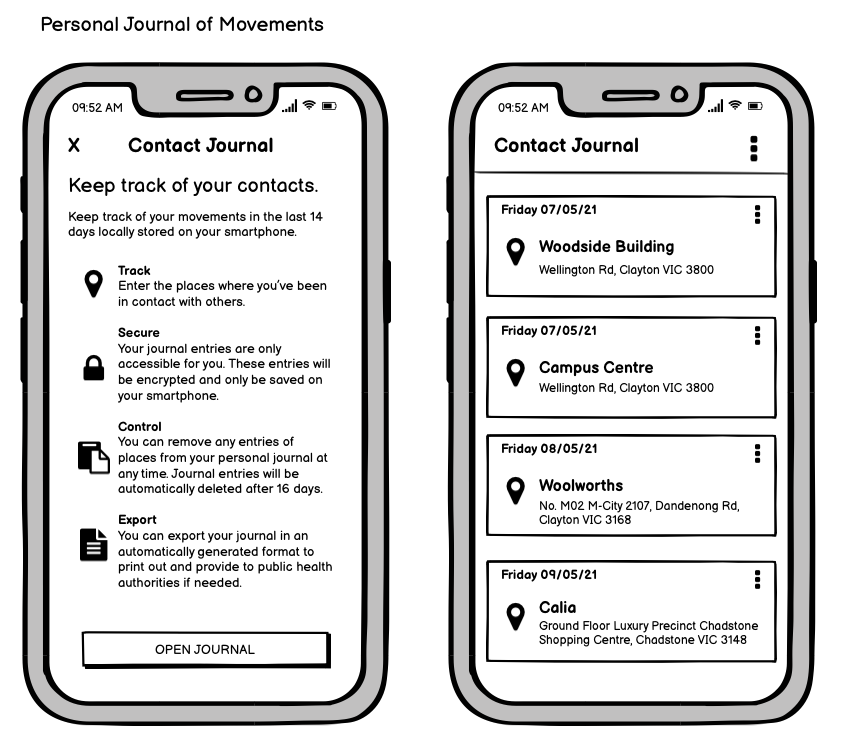 Personal Journal of Movements
09:52 AM
X Contact Journal
Keep track of your contacts.
Keep track of your movements in the last 14
days locally stored on your smartphone.
Track
Enter the places where you've been
in contact with others.
Secure
Your journal entries are only
accessible for you. These entries will
be encrypted and only be saved on
your smartphone.
Control
You can remove any entries of
places from your personal journal at
any time. Journal entries will be
automatically deleted after 16 days.
Export
You can export your journal in an
automatically generated format to
print out and provide to public health
authorities if needed.
OPEN JOURNAL
09:52 AM
Contact Journal
Friday 07/05/21
Woodside Building
Wellington Rd, Clayton VIC 3800
Friday 07/05/21
Campus Centre
Wellington Rd, Clayton VIC 3800
Friday 08/05/21
Woolworths
No. M02 M-City 2107, Dandenong Rd,
Clayton VIC 3168
Friday 09/05/21
Calia
Ground Floor Luxury Precinct Chadstone
Shopping Centre, Chadstone VIC 3148